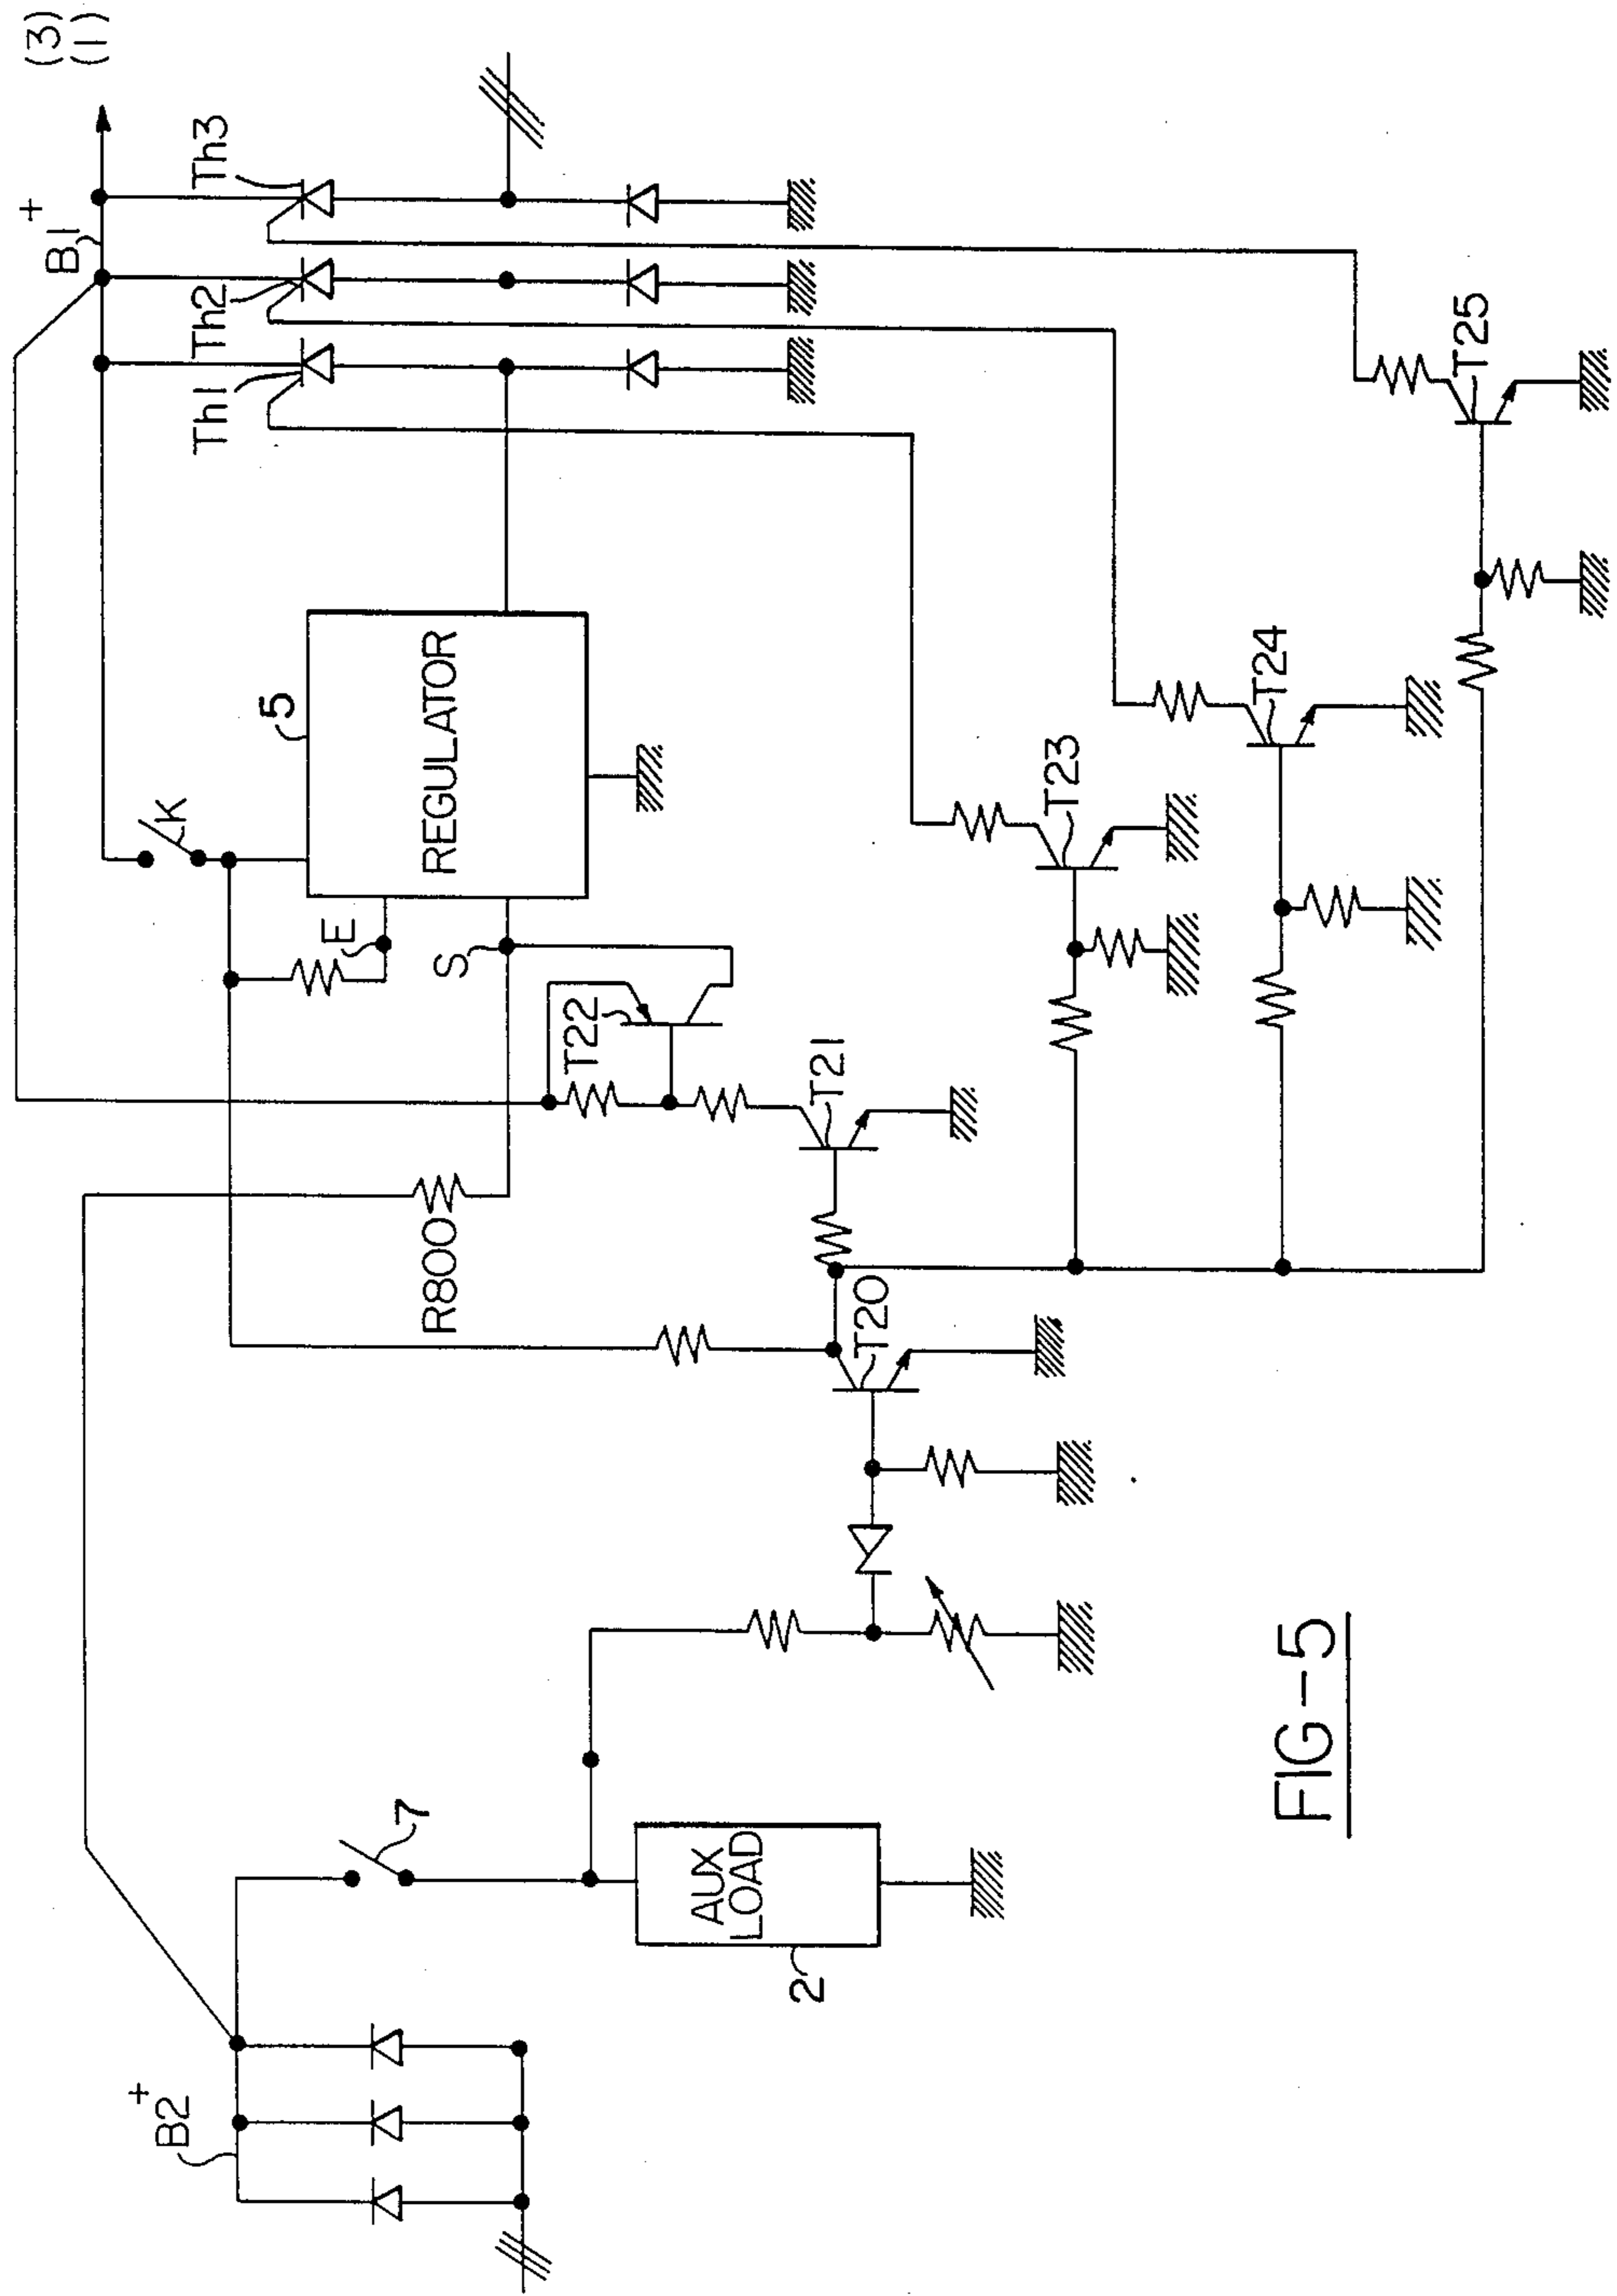 B2
+
7
AUX
LOAD
2
R800
T20
T21
T22
S
E
K
5
REGULATOR
T23
T24
T25
Th1
Th2
Th3
B1
+
(3)
(1)
FIG-5